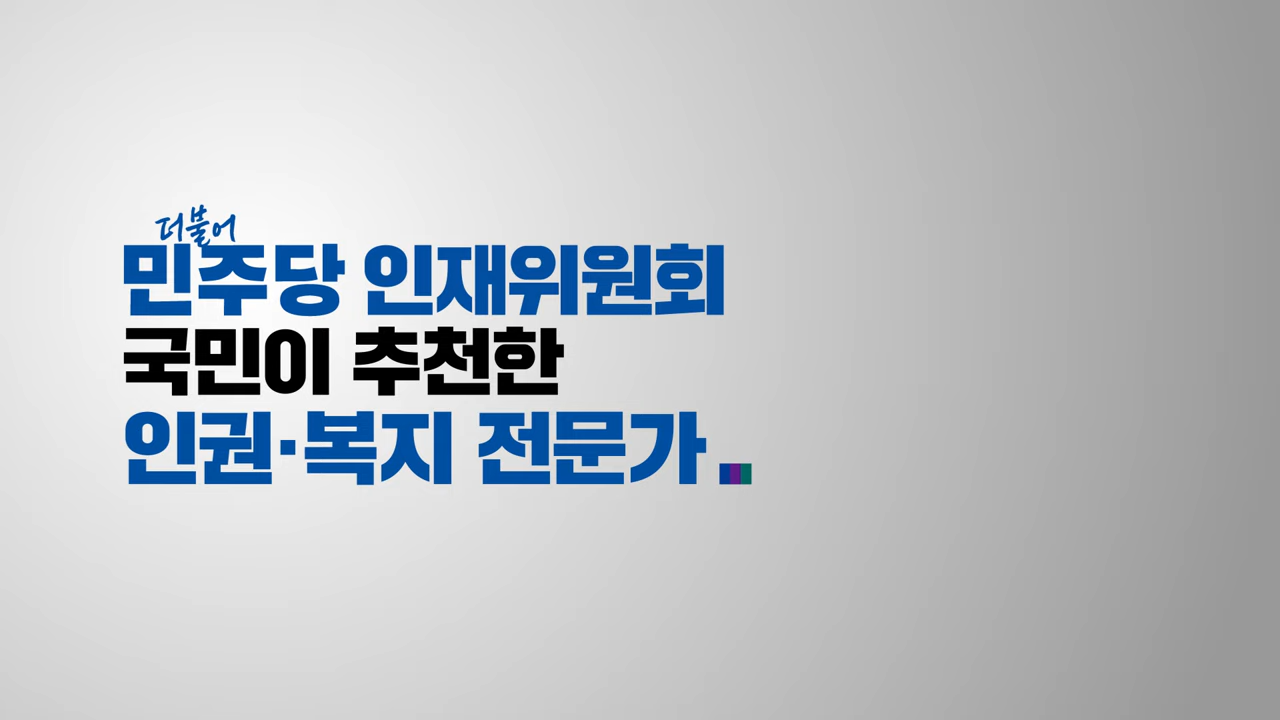 더불어
민주당 인재위원회
국민이 추천한
인권·복지 전문가